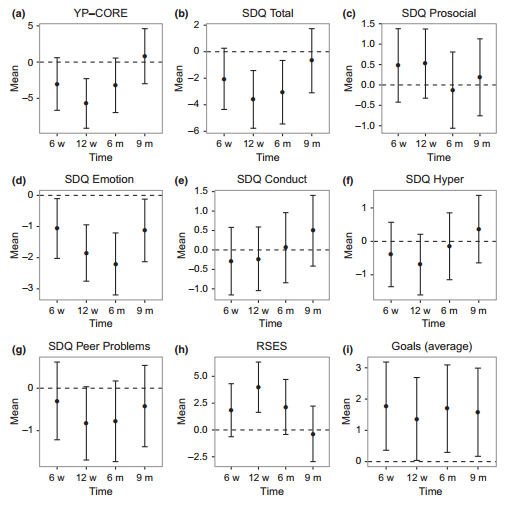 (a) YP–CORE
5
0
−5
Mean
6 w 12 w 6 m 9 m
Time
(b) SDQ Total
2
0
−2
−4
−6
Mean
6 w 12 w 6 m 9 m
Time
(c) SDQ Prosocial
1.5
1.0
0.5
0.0
−0.5
−1.0
Mean
6 w 12 w 6 m 9 m
Time
(d) SDQ Emotion
0
−1
−2
−3
Mean
6 w 12 w 6 m 9 m
Time
(e) SDQ Conduct
1.5
1.0
0.5
0.0
−0.5
−1.0
Mean
6 w 12 w 6 m 9 m
Time
(f) SDQ Hyper
1
0
−1
Mean
6 w 12 w 6 m 9 m
Time
(g) SDQ Peer Problems
0
−1
Mean
6 w 12 w 6 m 9 m
Time
(h) RSES
5.0
2.5
0.0
−2.5
Mean
6 w 12 w 6 m 9 m
Time
(i) Goals (average)
3
2
1
0
Mean
6 w 12 w 6 m 9 m
Time